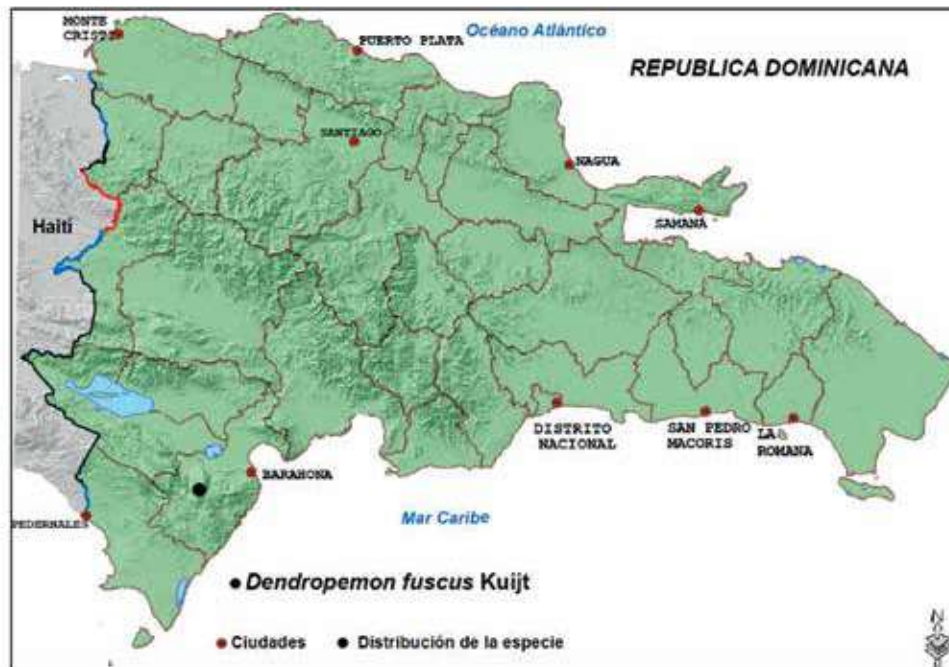 MONTE
CRISTI
PUERTO PLATA
Océano Atlántico
REPUBLICA DOMINICANA
SANTIAGO
NAGUA
SAMANA
Haití
DISTRITO
NACIONAL
SAN PEDRO
MACORIS
LA
ROMANA
BARAHONA
PEDERNALES
Mar Caribe
Dendropemon fuscus Kuijt
Ciudades
Distribución de la especie
N